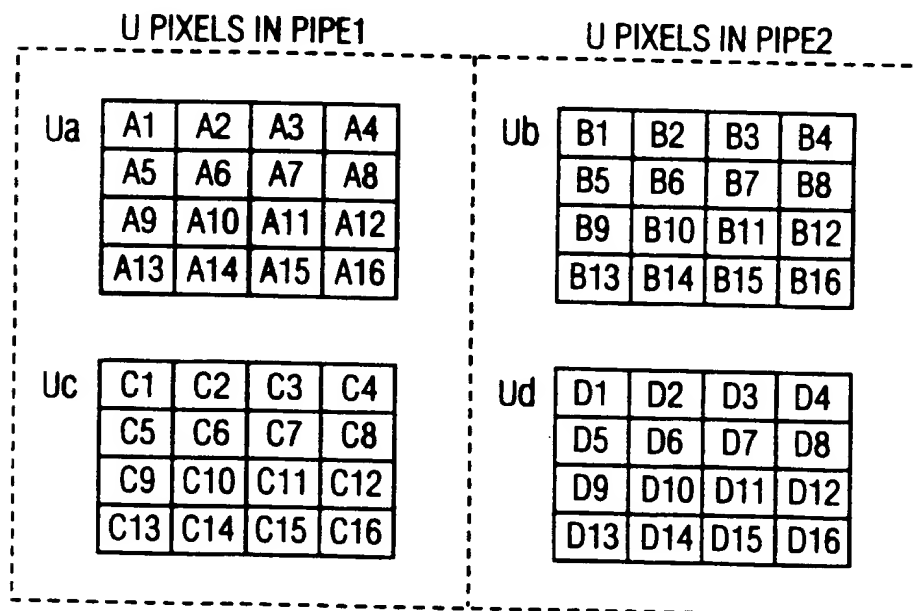 U PIXELS IN PIPE1
Ua
A1 A2 A3 A4
A5 A6 A7 A8
A9 A10 A11 A12
A13 A14 A15 A16
Uc
C1 C2 C3 C4
C5 C6 C7 C8
C9 C10 C11 C12
C13 C14 C15 C16
U PIXELS IN PIPE2
Ub
B1 B2 B3 B4
B5 B6 B7 B8
B9 B10 B11 B12
B13 B14 B15 B16
Ud
D1 D2 D3 D4
D5 D6 D7 D8
D9 D10 D11 D12
D13 D14 D15 D16